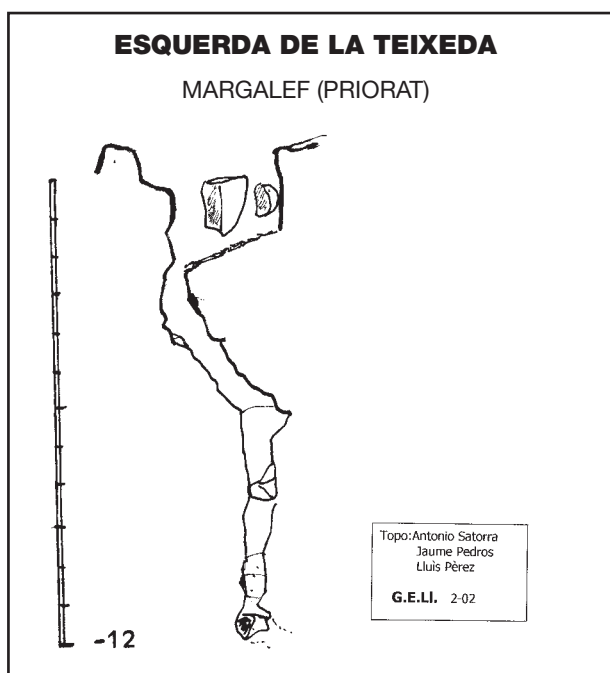 ESQUERDA DE LA TEIXEDA
MARGALEF (PRIORAT)
-12
Topo:Antonio Satorra
Jaume Pedros
Lluis Pèrez
G.E.Ll. 2-02